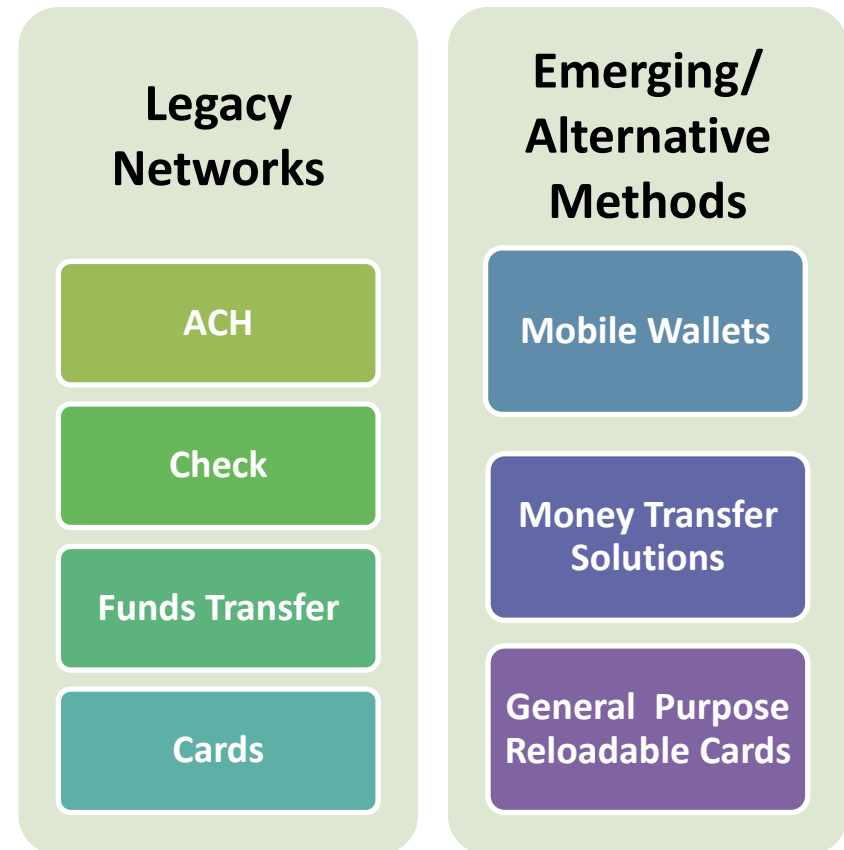 Legacy
Networks
ACH
Check
Funds Transfer
Cards
Emerging/
Alternative
Methods
Mobile Wallets
Money Transfer
Solutions
General  Purpose
Reloadable Cards